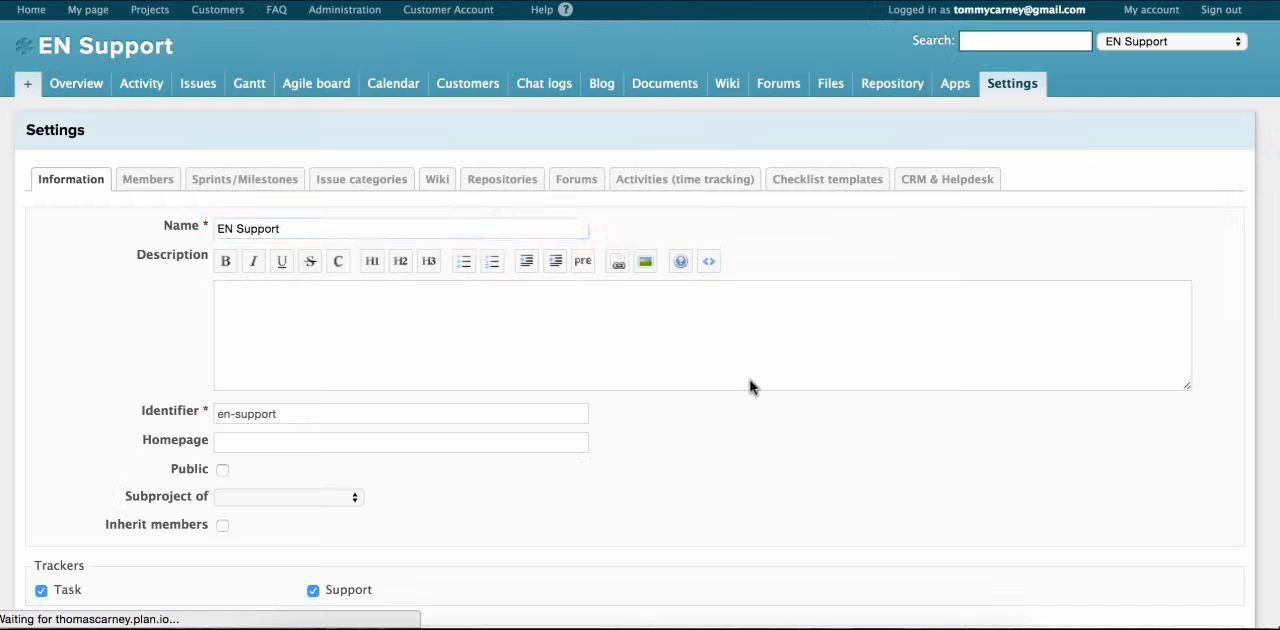 Home My page Projects Customers FAQ Administration Customer Account Help ? Logged in as tommycarney@gmail.com My account Sign out
EN Support Search: EN Support
+ Overview Activity Issues Gantt Agile board Calendar Customers Chat logs Blog Documents Wiki Forums Files Repository Apps Settings
Settings
Information Members Sprints/Milestones Issue categories Wiki Repositories Forums Activities (time tracking) Checklist templates CRM & Helpdesk
Name * EN Support
Description B I U S C H1 H2 H3 pre
Identifier * en-support
Homepage
Public
Subproject of
Inherit members
Trackers
Task Support
Waiting for thomascarney.plan.io...